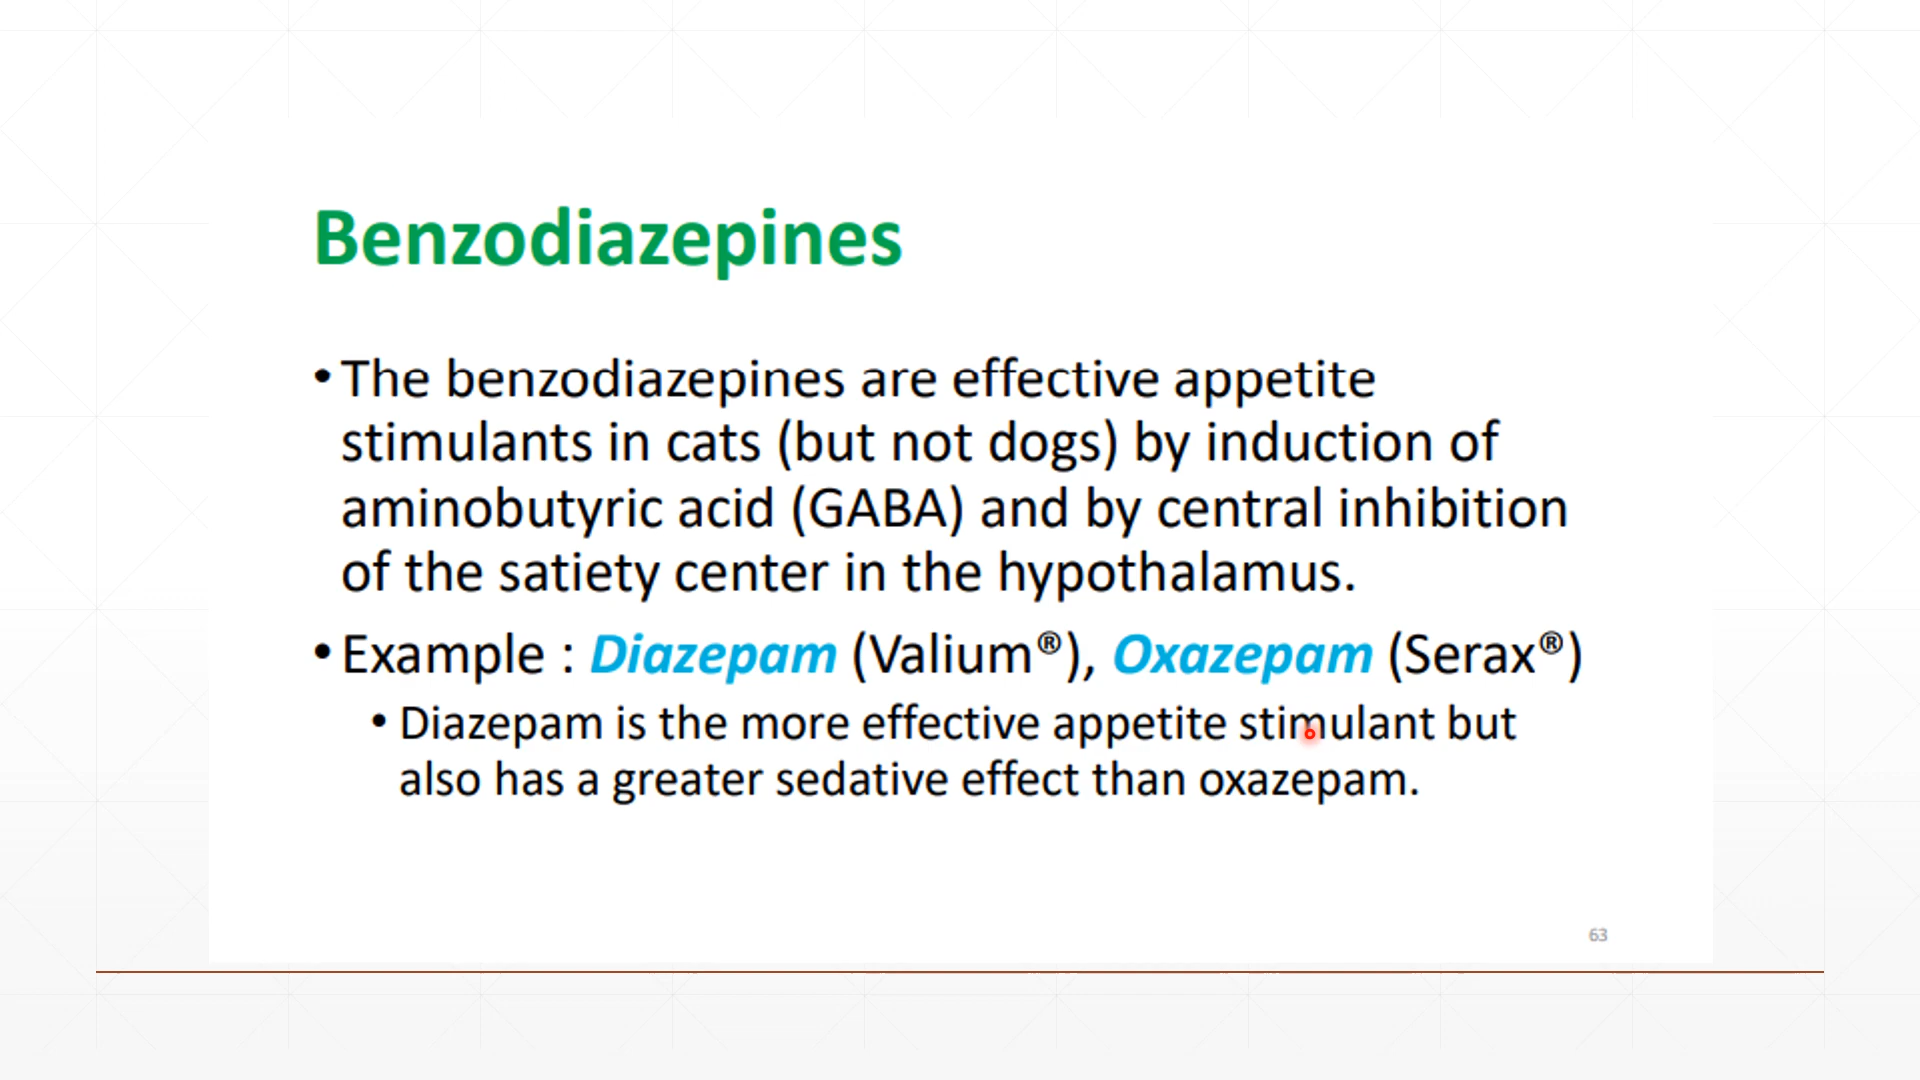 Benzodiazepines
• The benzodiazepines are effective appetite
stimulants in cats (but not dogs) by induction of
aminobutyric acid (GABA) and by central inhibition
of the satiety center in the hypothalamus.
• Example : Diazepam (Valium®), Oxazepam (Serax®)
• Diazepam is the more effective appetite stimulant but
also has a greater sedative effect than oxazepam.
63